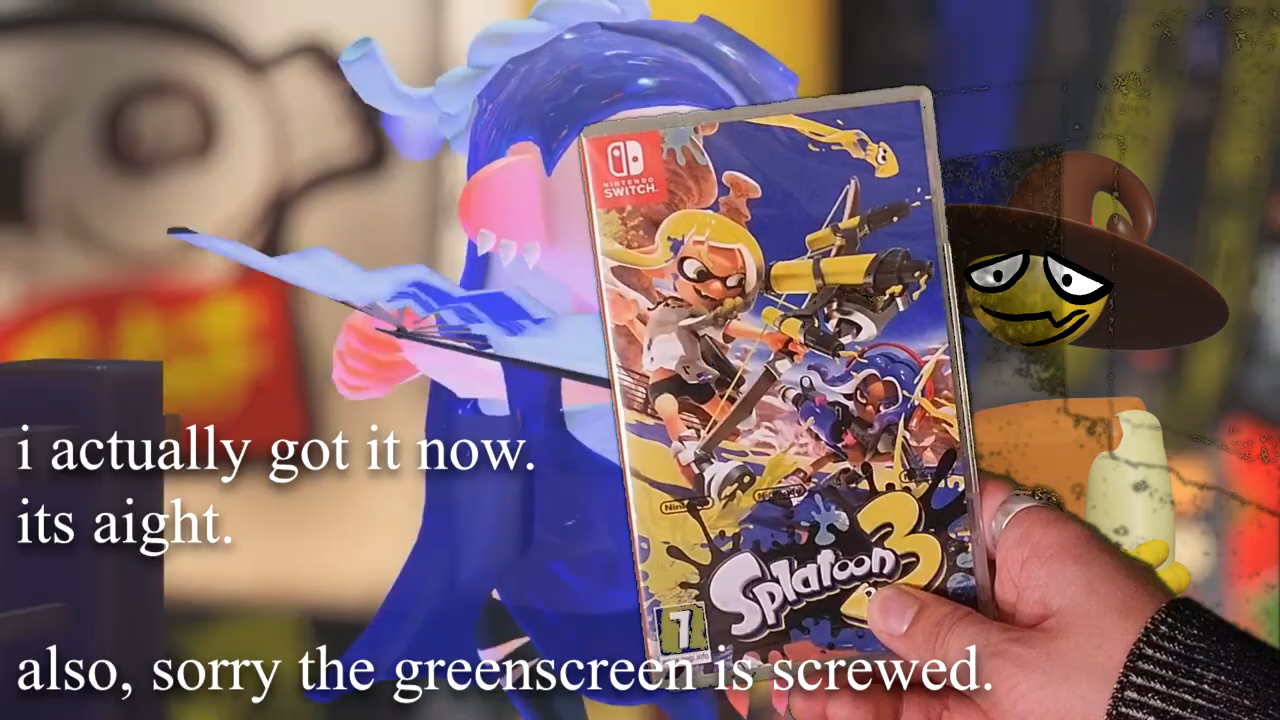 NINTENDO
SWITCH
i actually got it now.
its aight.
Splatoon
3
7
also, sorry the greenscreen is screwed.